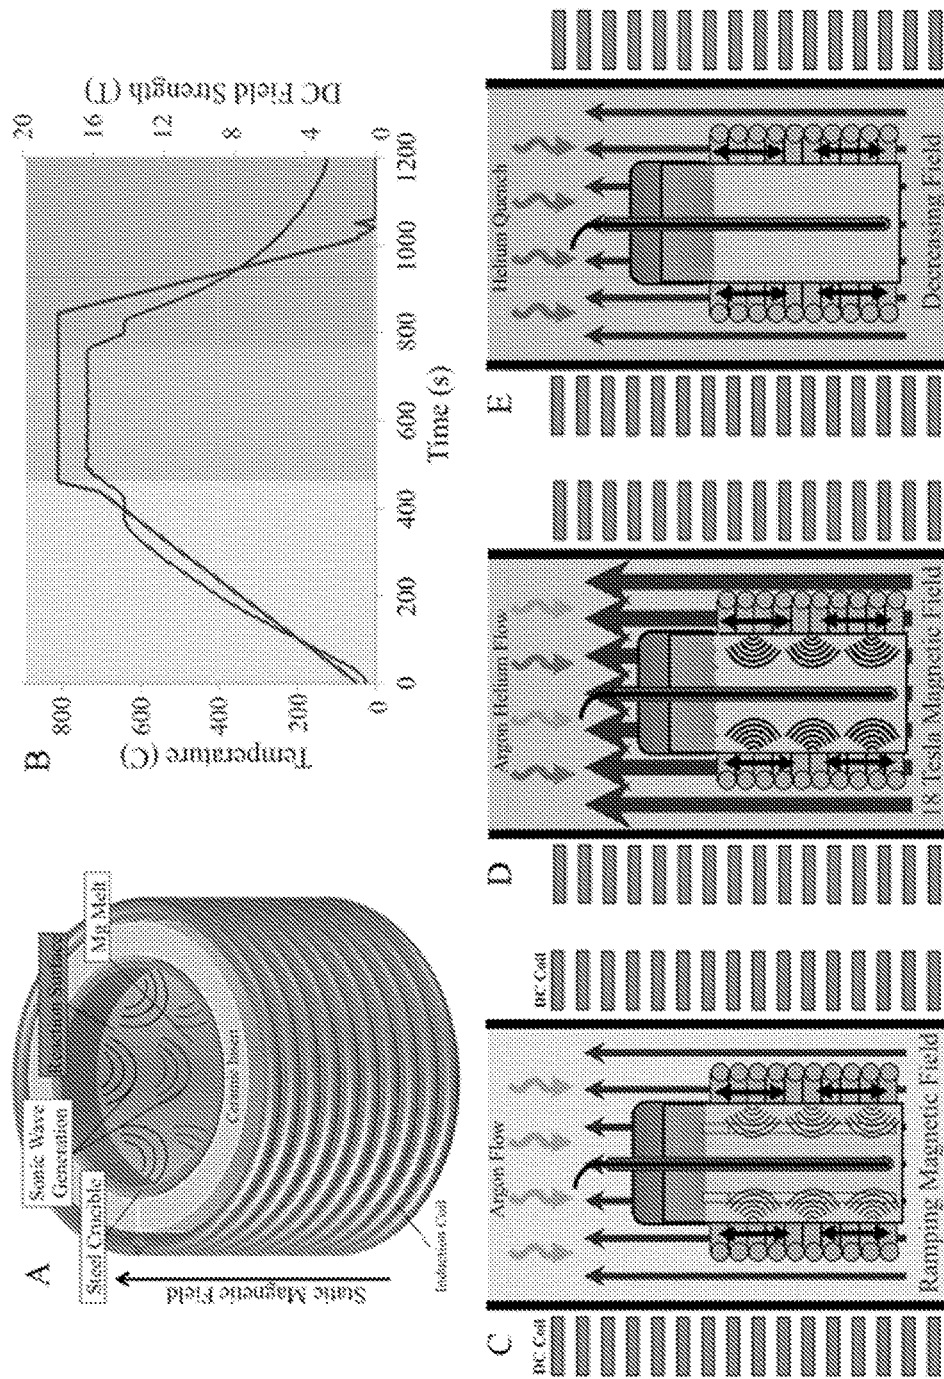 A
Sonic Wave
Generation
Steel Crucible
Reaction Surface
Mg Melt
Ceramic Insert
Induction Coil
Static Magnetic Field
B
Temperature (C)
800
600
400
200
0
DC Field Strength (T)
20
16
12
8
4
0
0
200
400
600
800
1000
1200
Time (s)
C
DC Coil
DC Coil
Argon Flow
Ramping Magnetic Field
D
Argon Helium Flow
18 Tesla Magnetic Field
E
Helium Quench
Decreasing Field